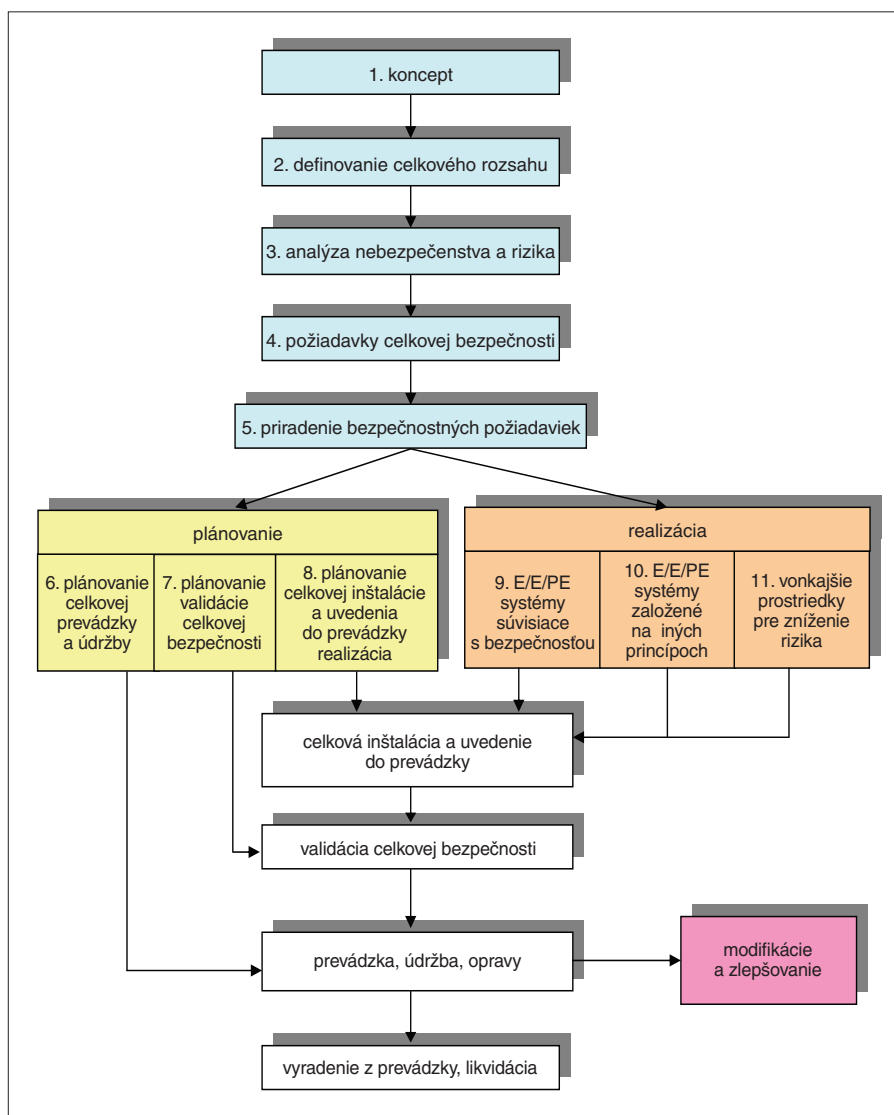 1. koncept
2. definovanie celkového rozsahu
3. analýza nebezpečenstva a rizika
4. požiadavky celkovej bezpečnosti
5. priradenie bezpečnostných požiadaviek
plánovanie
6. plánovanie
celkovej
prevádzky
a údržby
7. plánovanie
validácie
celkovej
bezpečnosti
8. plánovanie
celkovej inštalácie
a uvedenia
do prevádzky
realizácia
realizácia
9. E/E/PE
systémy
súvisiace
s bezpečnosťou
10. E/E/PE
systémy
založené
na iných
princípoch
11. vonkajšie
prostriedky
pre zníženie
rizika
celková inštalácia a uvedenie
do prevádzky
validácia celkovej bezpečnosti
prevádzka, údržba, opravy
modifikácie
a zlepšovanie
vyradenie z prevádzky, likvidácia